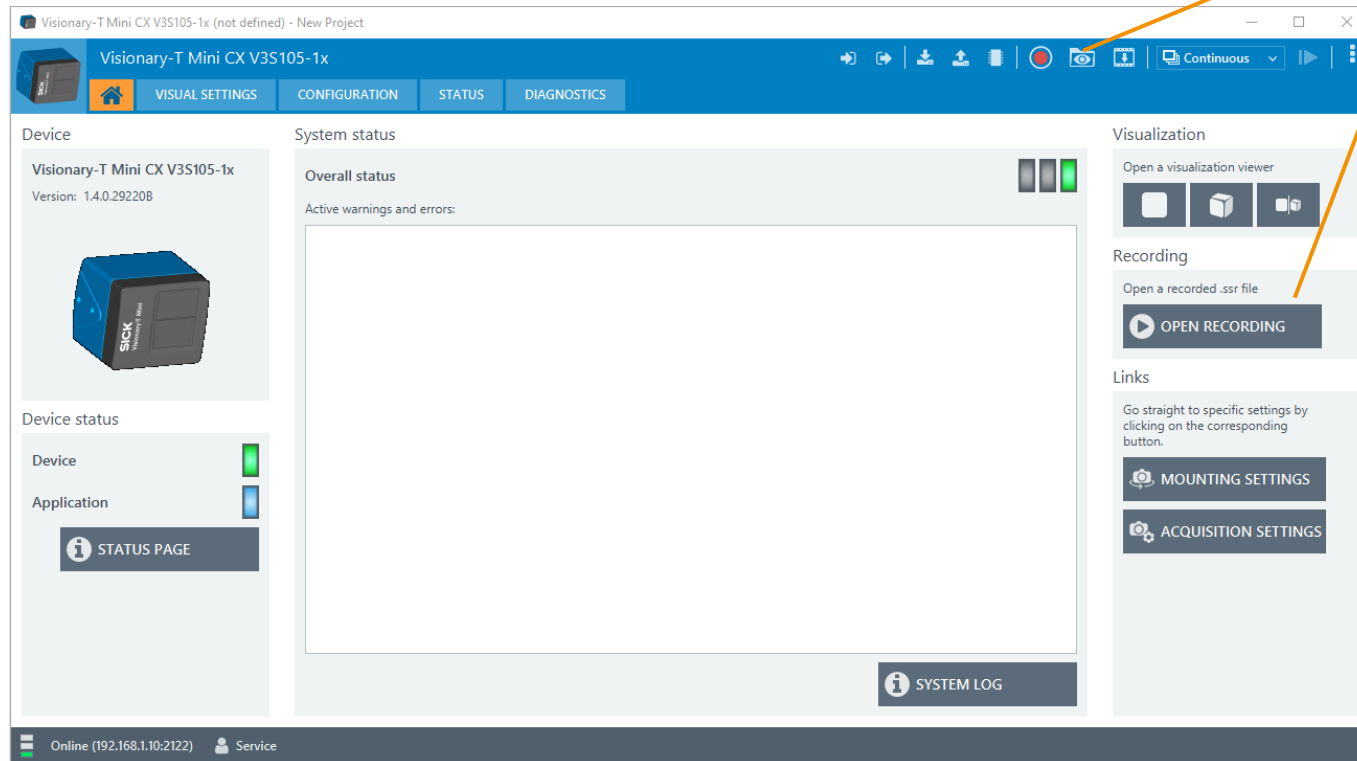 Visionary-T Mini CX V3S105-1x (not defined) - New Project
Visionary-T Mini CX V3S105-1x
Continuous
VISUAL SETTINGS
CONFIGURATION
STATUS
DIAGNOSTICS
Device
Visionary-T Mini CX V3S105-1x
Version: 1.4.0.29220B
SICK
Visionary-T Mini
Device status
Device
Application
STATUS PAGE
System status
Overall status
Active warnings and errors:
SYSTEM LOG
Visualization
Open a visualization viewer
Recording
Open a recorded .ssr file
OPEN RECORDING
Links
Go straight to specific settings by
clicking on the corresponding
button.
MOUNTING SETTINGS
ACQUISITION SETTINGS
Online (192.168.1.10:2122)
Service